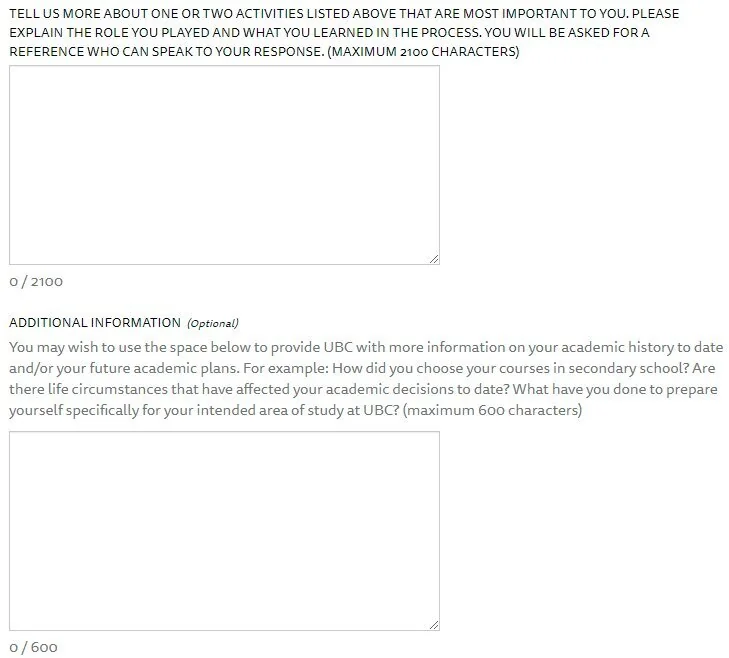 TELL US MORE ABOUT ONE OR TWO ACTIVITIES LISTED ABOVE THAT ARE MOST IMPORTANT TO YOU. PLEASE
EXPLAIN THE ROLE YOU PLAYED AND WHAT YOU LEARNED IN THE PROCESS. YOU WILL BE ASKED FOR A
REFERENCE WHO CAN SPEAK TO YOUR RESPONSE. (MAXIMUM 2100 CHARACTERS)
0 / 2100
ADDITIONAL INFORMATION (Optional)
You may wish to use the space below to provide UBC with more information on your academic history to date
and/or your future academic plans. For example: How did you choose your courses in secondary school? Are
there life circumstances that have affected your academic decisions to date? What have you done to prepare
yourself specifically for your intended area of study at UBC? (maximum 600 characters)
0 / 600